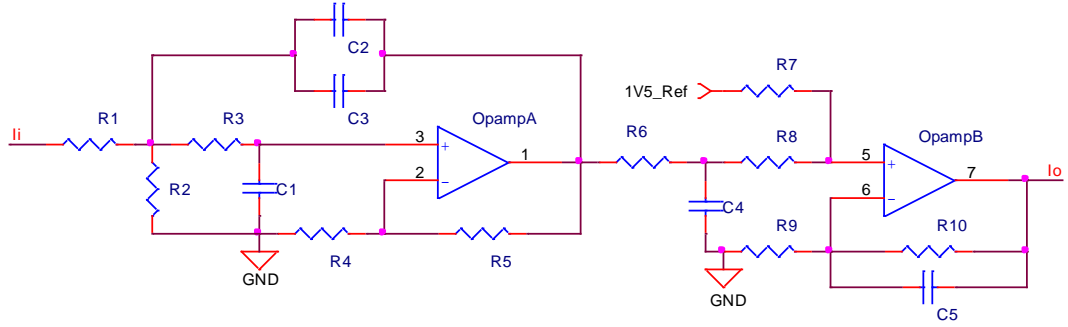 C2
C3
R7
1V5_Ref
Ii
R1
R3
OpampA
3
+
1
2
−
R2
C1
R4
R5
GND
R6
R8
OpampB
5
+
7
Io
6
−
C4
R9
R10
C5
GND